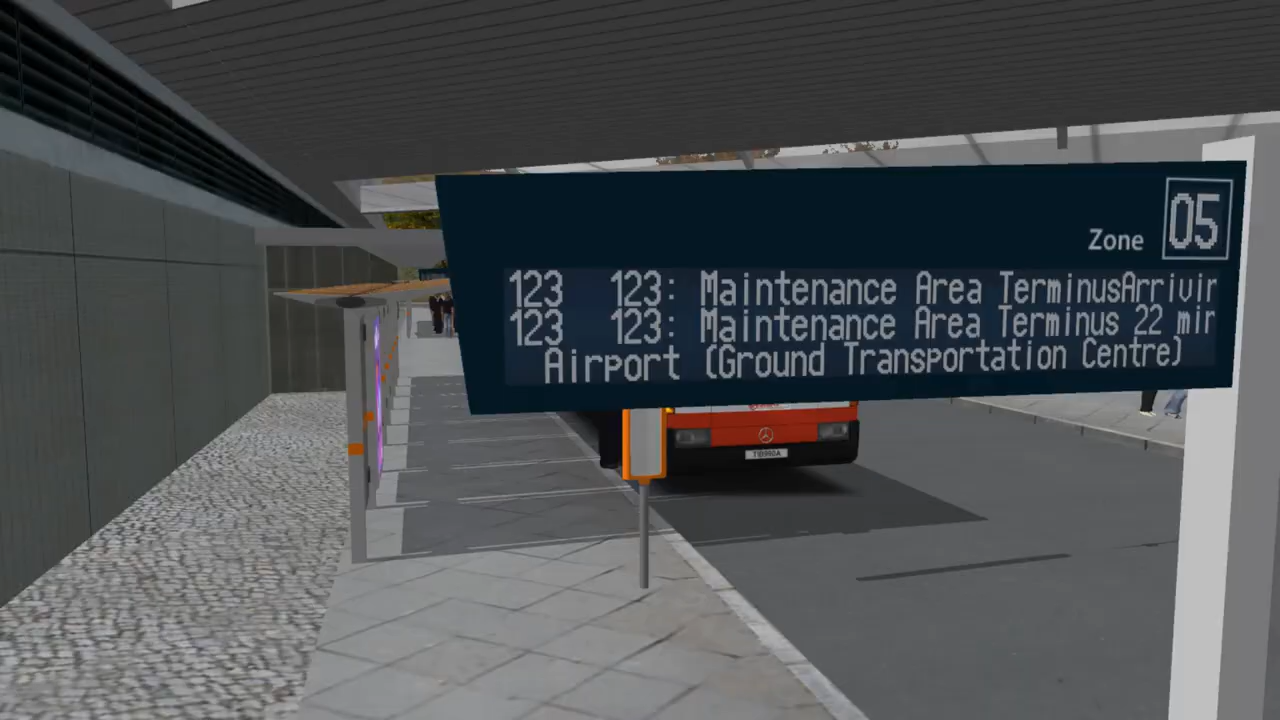 Zone 05
123 123: Maintenance Area TerminusArrivir
123 123: Maintenance Area Terminus 22 mir
Airport (Ground Transportation Centre)